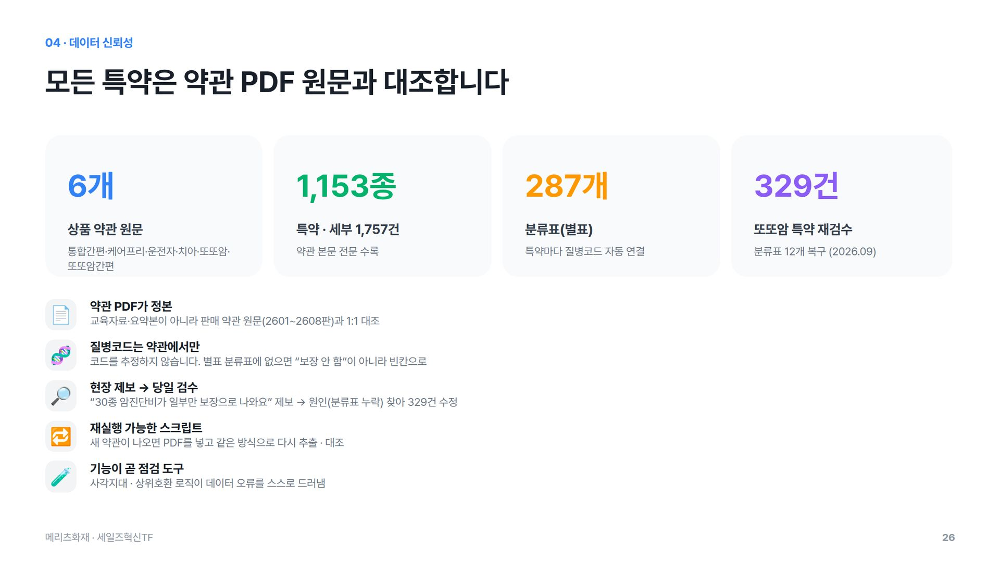 04 · 데이터 신뢰성
모든 특약은 약관 PDF 원문과 대조합니다
6개
상품 약관 원문
통합간편·케어프리·운전자·치아·또또암·
또또암간편
1,153종
특약 · 세부 1,757건
약관 본문 전문 수록
287개
분류표(별표)
특약마다 질병코드 자동 연결
329건
또또암 특약 재검수
분류표 12개 복구 (2026.09)
약관 PDF가 정본
교육자료·요약본이 아니라 판매 약관 원문(2601~2608판)과 1:1 대조
질병코드는 약관에서만
코드를 추정하지 않습니다. 별표 분류표에 없으면 “보장 안 함”이 아니라 빈칸으로
현장 제보 → 당일 검수
“30종 암진단비가 일부만 보장으로 나와요” 제보 → 원인(분류표 누락) 찾아 329건 수정
재실행 가능한 스크립트
새 약관이 나오면 PDF를 넣고 같은 방식으로 다시 추출 · 대조
기능이 곧 점검 도구
사각지대 · 상위호환 로직이 데이터 오류를 스스로 드러냄
메리츠화재 · 세일즈혁신TF
26